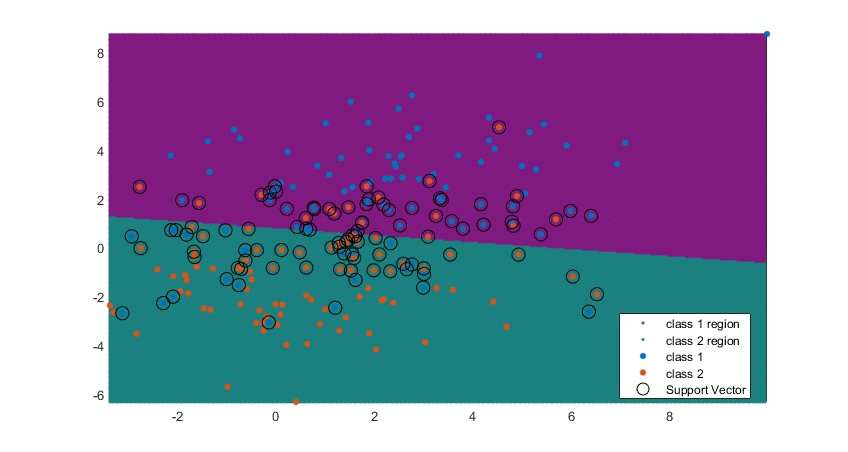 8
6
4
2
0
-2
-4
-6
-2 0 2 4 6 8
class 1 region
class 2 region
class 1
class 2
Support Vector